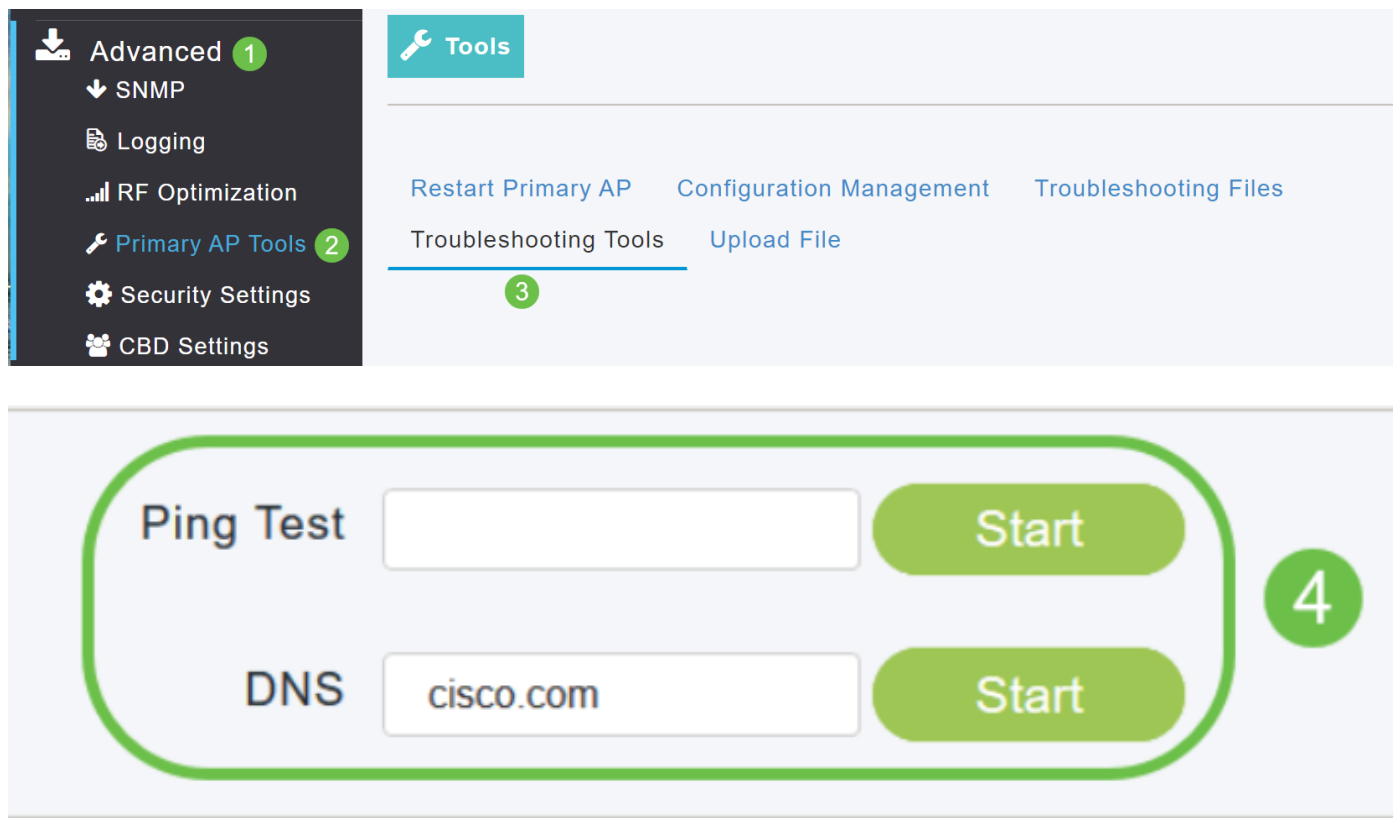 Advanced 1
SNMP
Logging
RF Optimization
Primary AP Tools 2
Security Settings
CBD Settings
Tools
Restart Primary AP Configuration Management Troubleshooting Files
Troubleshooting Tools Upload File
3
Ping Test Start
4
DNS cisco.com Start